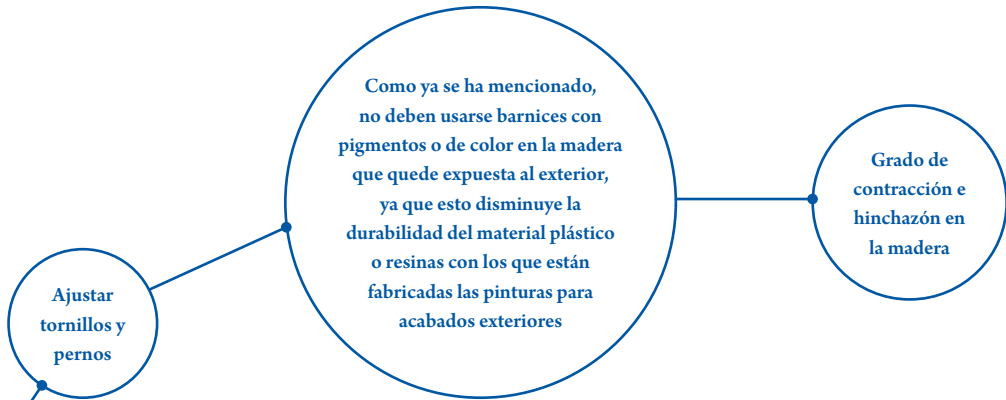 Ajustar
tornillos y
pernos
Como ya se ha mencionado,
no deben usarse barnices con
pigmentos o de color en la madera
que quede expuesta al exterior,
ya que esto disminuye la
durabilidad del material plástico
o resinas con los que están
fabricadas las pinturas para
acabados exteriores
Grado de
contracción e
hinchazón en
la madera